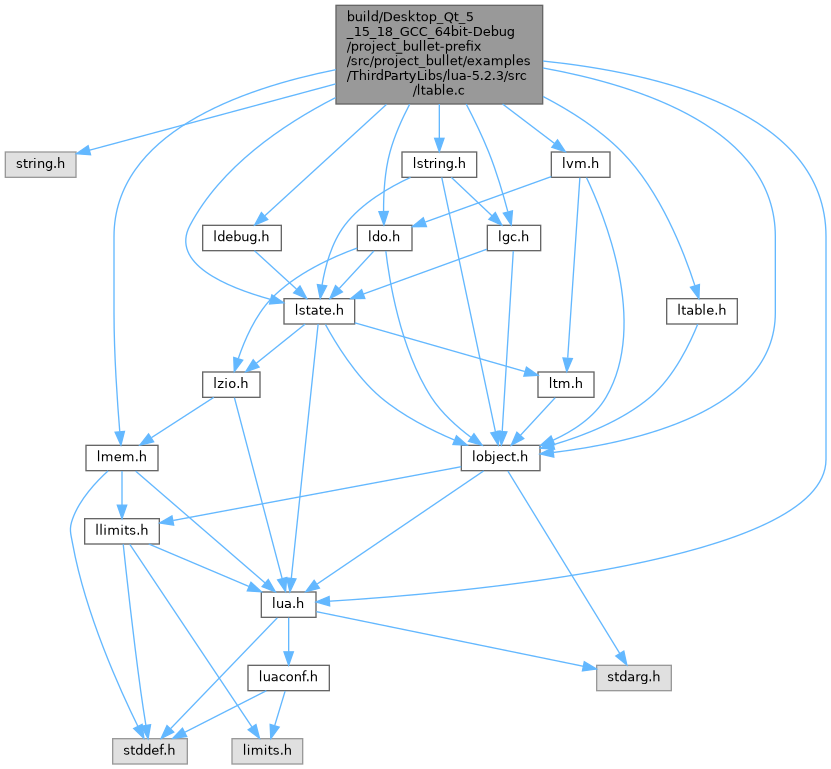 build/Desktop_Qt_5
_15_18_GCC_64bit-Debug
/project_bullet-prefix
/src/project_bullet/examples
/ThirdPartyLibs/lua-5.2.3/src
/ltable.c
string.h
lstring.h
lvm.h
ldebug.h
ldo.h
lgc.h
lstate.h
ltable.h
lzio.h
ltm.h
lmem.h
lobject.h
llimits.h
lua.h
luaconf.h
stdarg.h
stddef.h
limits.h